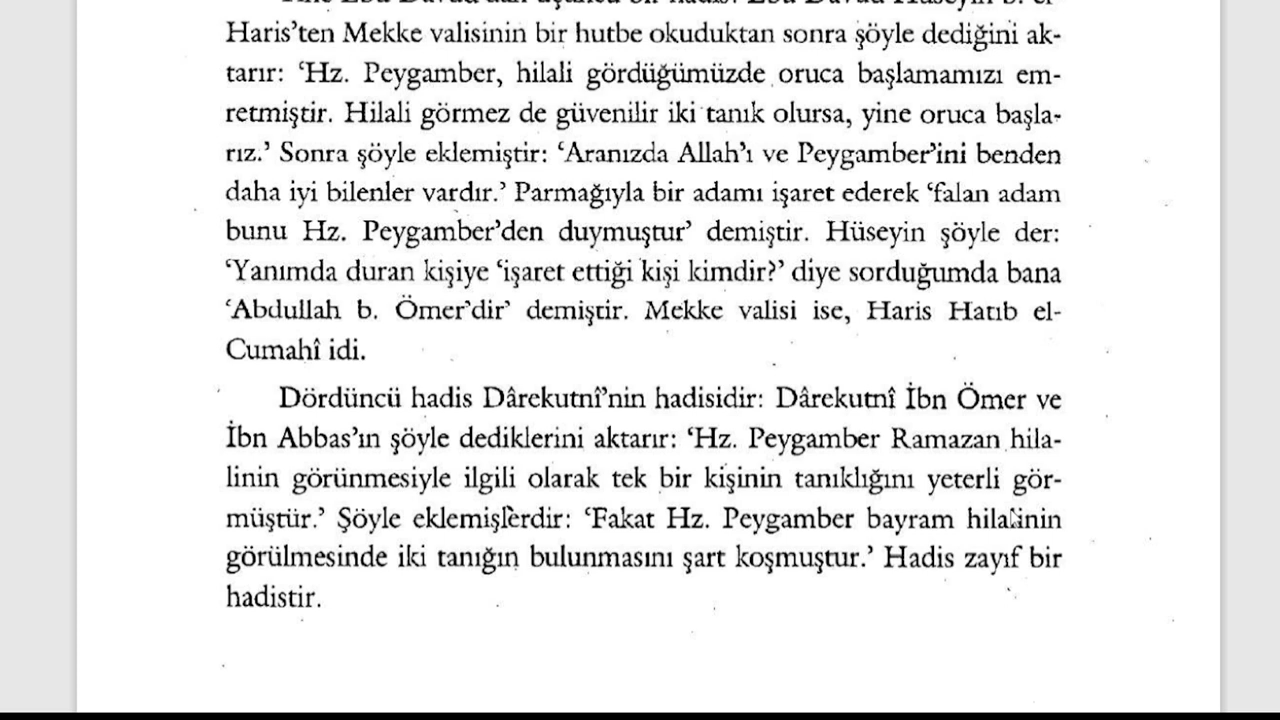 Haris’ten Mekke valisinin bir hutbe okuduktan sonra şöyle dediğini ak-
tarır: ‘Hz. Peygamber, hilali gördüğümüzde oruca başlamamızı em-
retmiştir. Hilali görmez de güvenilir iki tanık olursa, yine oruca başla-
rız.’ Sonra şöyle eklemiştir: ‘Aranızda Allah’ı ve Peygamber’ini benden
daha iyi bilenler vardır.’ Parmağıyla bir adamı işaret ederek ‘falan adam
bunu Hz. Peygamber’den duymuştur’ demiştir. Hüseyin şöyle der:
‘Yanımda duran kişiye ‘işaret ettiği kişi kimdir?’ diye sorduğumda bana
‘Abdullah b. Ömer’dir’ demiştir. Mekke valisi ise, Haris Hatıb el-
Cumahî idi.
Dördüncü hadis Dârekutnî’nin hadisidir: Dârekutnî İbn Ömer ve
İbn Abbas’ın şöyle dediklerini aktarır: ‘Hz. Peygamber Ramazan hila-
linin görünmesiyle ilgili olarak tek bir kişinin tanıklığını yeterli gör-
müştür.’ Şöyle eklemişlerdir: ‘Fakat Hz. Peygamber bayram hilalinin
görülmesinde iki tanığın bulunmasını şart koşmuştur.’ Hadis zayıf bir
hadistir.